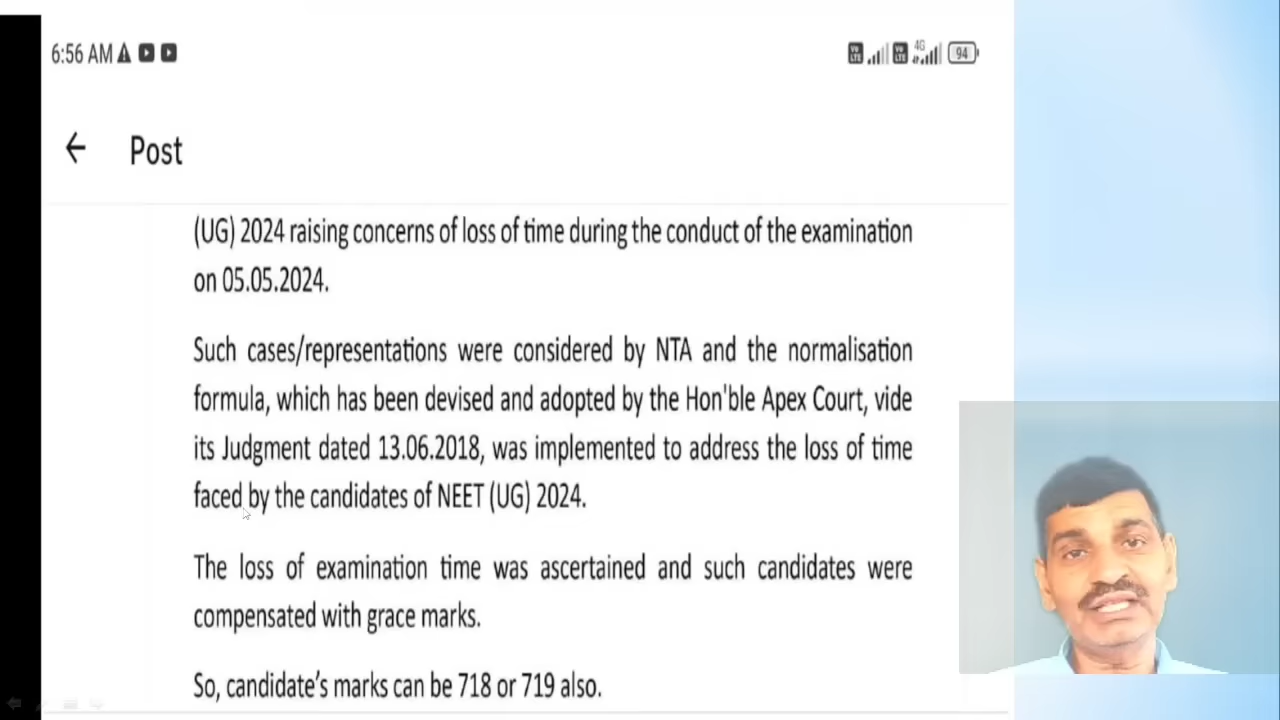 6:56 AM
4G
94
Post
(UG) 2024 raising concerns of loss of time during the conduct of the examination
on 05.05.2024.
Such cases/representations were considered by NTA and the normalisation
formula, which has been devised and adopted by the Hon'ble Apex Court, vide
its Judgment dated 13.06.2018, was implemented to address the loss of time
faced by the candidates of NEET (UG) 2024.
The loss of examination time was ascertained and such candidates were
compensated with grace marks.
So, candidate’s marks can be 718 or 719 also.